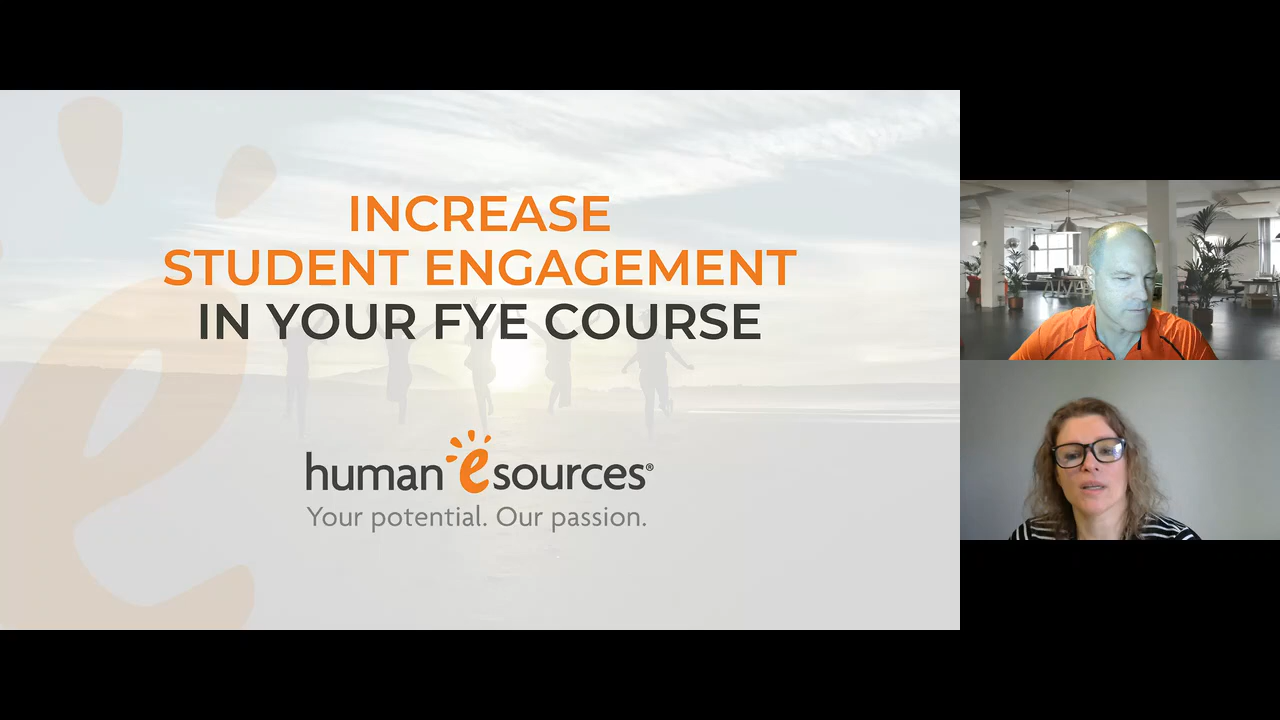 INCREASE
STUDENT ENGAGEMENT
IN YOUR FYE COURSE
human esources®
Your potential. Our passion.